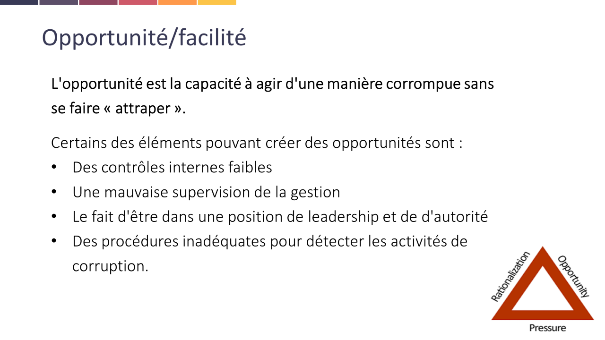 Opportunité/facilité
L'opportunité est la capacité à agir d'une manière corrompue sans
se faire « attraper ».
Certains des éléments pouvant créer des opportunités sont :
• Des contrôles internes faibles
• Une mauvaise supervision de la gestion
• Le fait d'être dans une position de leadership et de d'autorité
• Des procédures inadéquates pour détecter les activités de
corruption.
Rationalization
Opportunity
Pressure